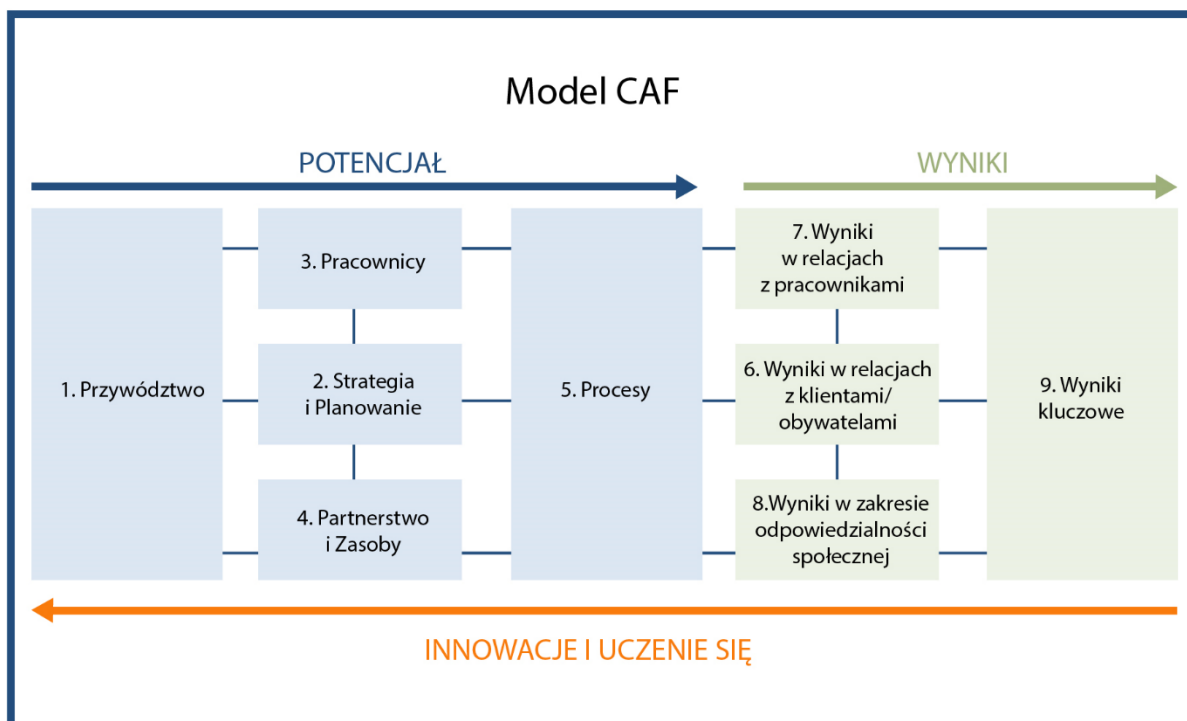 Model CAF
POTENCJAŁ
WYNIKI
1. Przywództwo
3. Pracownicy
2. Strategia
i Planowanie
4. Partnerstwo
i Zasoby
5. Procesy
7. Wyniki
w relacjach
z pracownikami
6. Wyniki w relacjach
z klientami/
obywatelami
8.Wyniki w zakresie
odpowiedzialności
społecznej
9. Wyniki
kluczowe
INNOWACJE I UCZENIE SIĘ